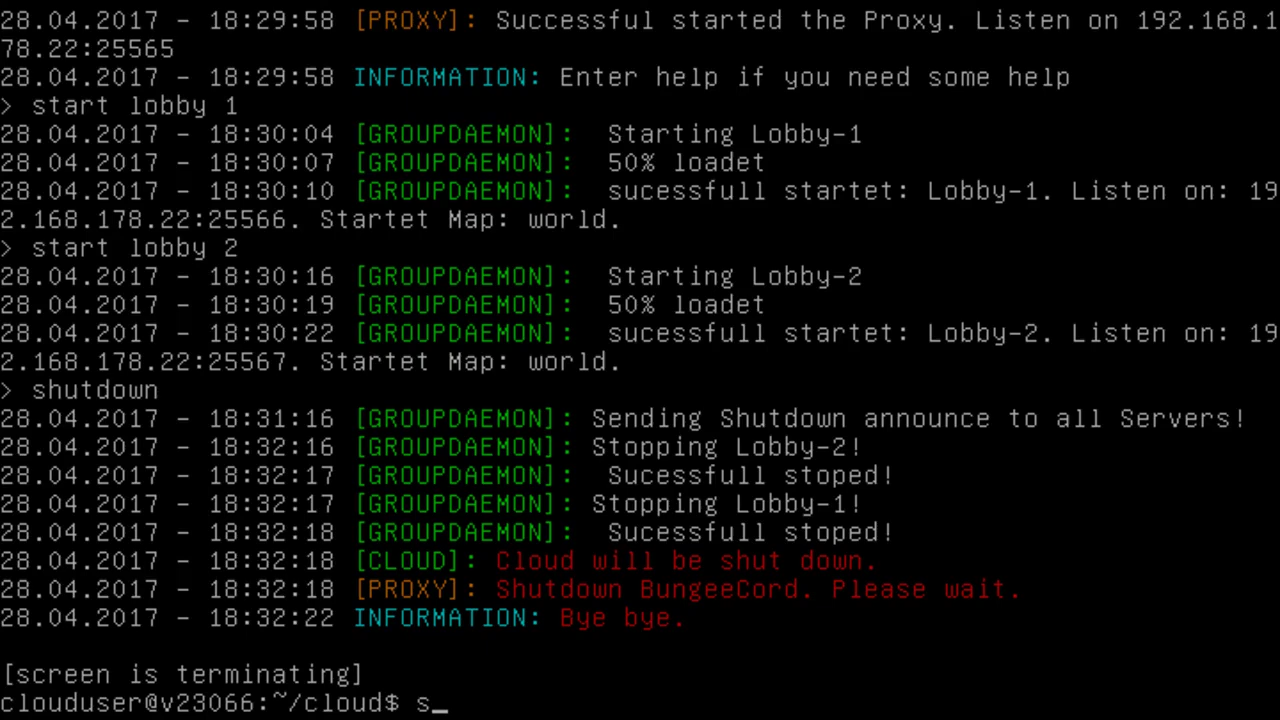 28.04.2017 - 18:29:58 [PROXY]: Successful started the Proxy. Listen on 192.168.1
78.22:25565
28.04.2017 - 18:29:58 INFORMATION: Enter help if you need some help
> start lobby 1
28.04.2017 - 18:30:04 [GROUPDAEMON]:  Starting Lobby-1
28.04.2017 - 18:30:07 [GROUPDAEMON]:  50% loadet
28.04.2017 - 18:30:10 [GROUPDAEMON]:  sucessfull startet: Lobby-1. Listen on: 19
2.168.178.22:25566. Startet Map: world.
> start lobby 2
28.04.2017 - 18:30:16 [GROUPDAEMON]:  Starting Lobby-2
28.04.2017 - 18:30:19 [GROUPDAEMON]:  50% loadet
28.04.2017 - 18:30:22 [GROUPDAEMON]:  sucessfull startet: Lobby-2. Listen on: 19
2.168.178.22:25567. Startet Map: world.
> shutdown
28.04.2017 - 18:31:16 [GROUPDAEMON]: Sending Shutdown announce to all Servers!
28.04.2017 - 18:32:16 [GROUPDAEMON]: Stopping Lobby-2!
28.04.2017 - 18:32:17 [GROUPDAEMON]:  Sucessfull stoped!
28.04.2017 - 18:32:17 [GROUPDAEMON]: Stopping Lobby-1!
28.04.2017 - 18:32:18 [GROUPDAEMON]:  Sucessfull stoped!
28.04.2017 - 18:32:18 [CLOUD]: Cloud will be shut down.
28.04.2017 - 18:32:18 [PROXY]: Shutdown BungeeCord. Please wait.
28.04.2017 - 18:32:22 INFORMATION: Bye bye.
[screen is terminating]
clouduser@v23066:~/cloud$ s_